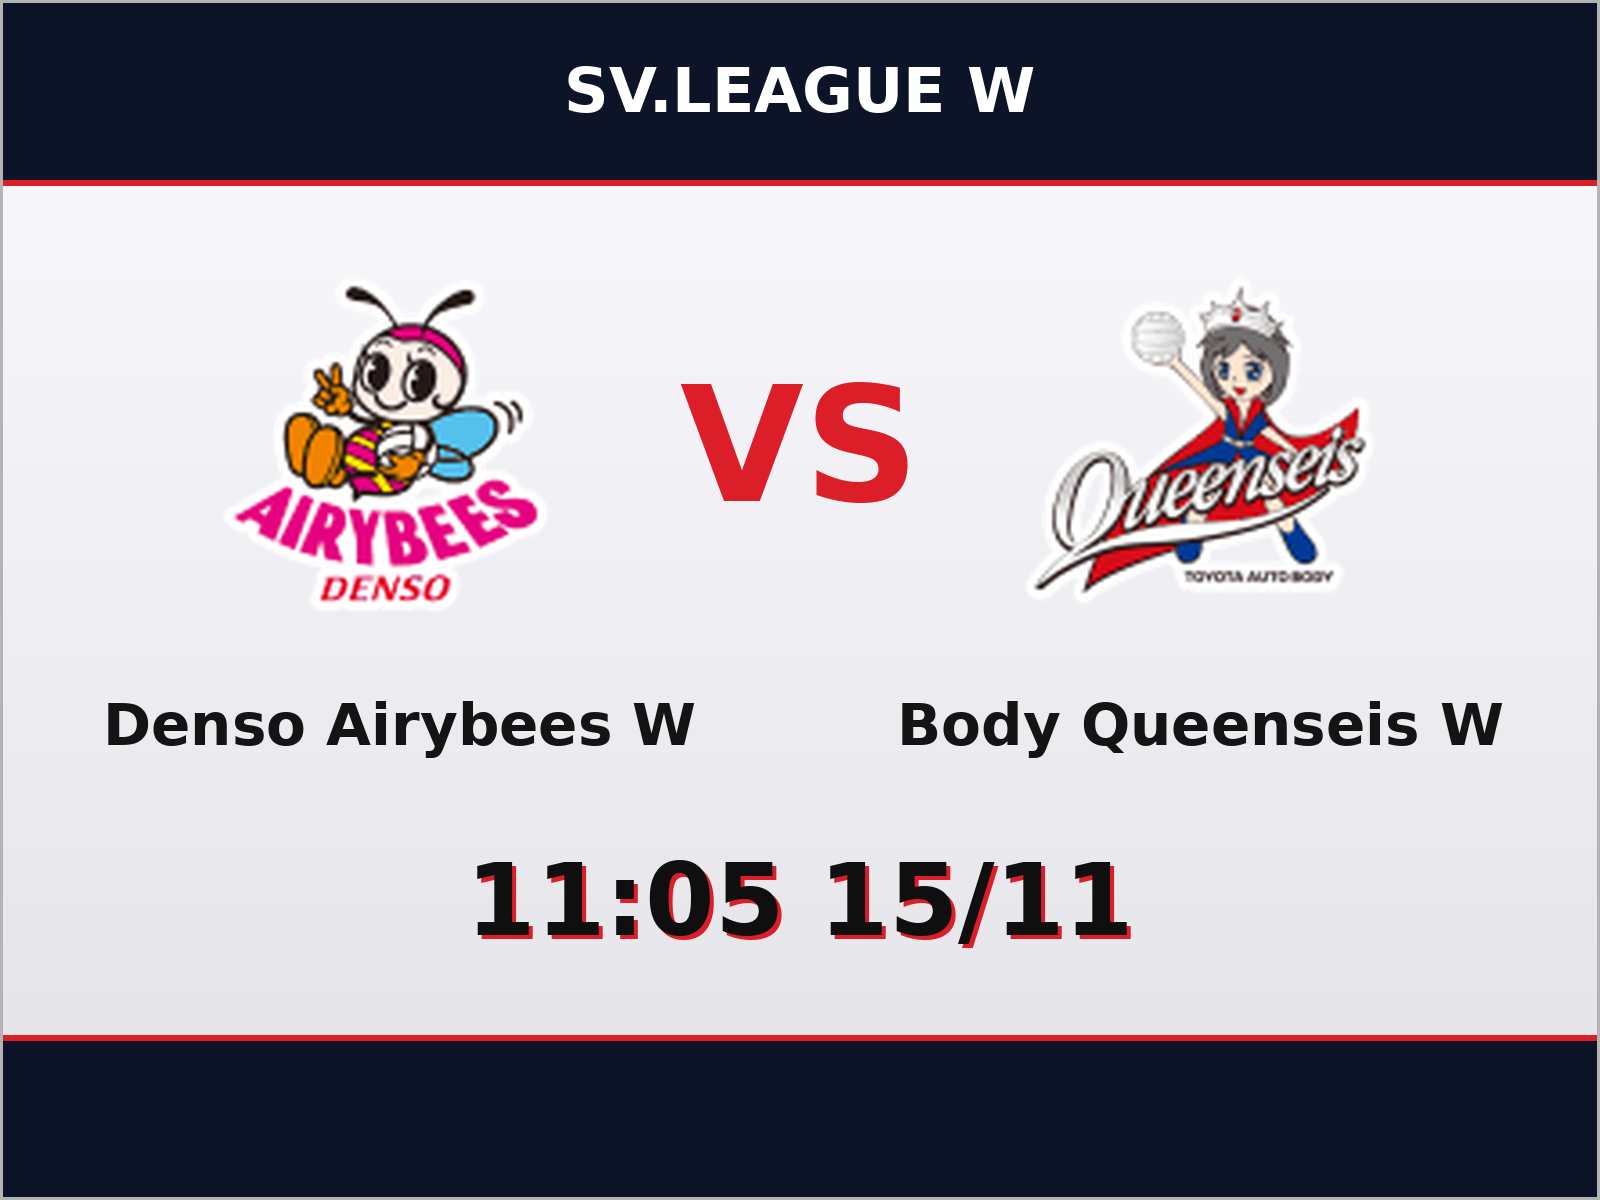 SV.LEAGUE W
VS
AIRYBEES
DENSO
Queenseis
TOYOTA AUTO BODY
Denso Airybees W
Body Queenseis W
11:05 15/11